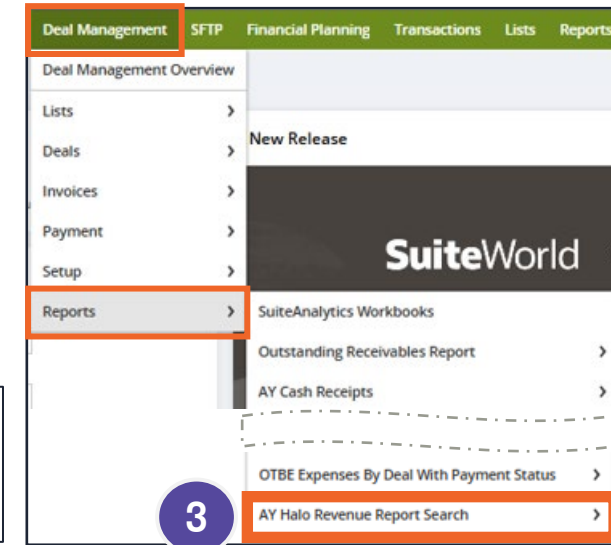 Deal Management SFTP Financial Planning Transactions Lists Reports
Deal Management Overview
Lists
Deals
Invoices
Payment
Setup
Reports
New Release
SuiteWorld
SuiteAnalytics Workbooks
Outstanding Receivables Report
AY Cash Receipts
OTBE Expenses By Deal With Payment Status
3
AY Halo Revenue Report Search